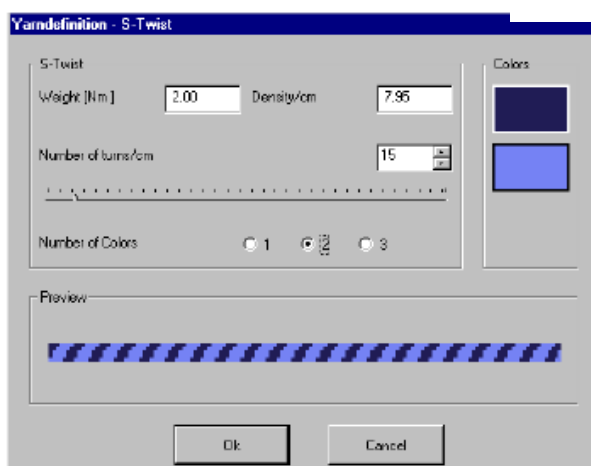 Yarndefinition - S-Twist
S-Twist
Colors
Weight [Nm]
2.00
Density/cm
7.95
Number of turns/cm
15
Number of Colors
1
2
3
Preview
Ok
Cancel